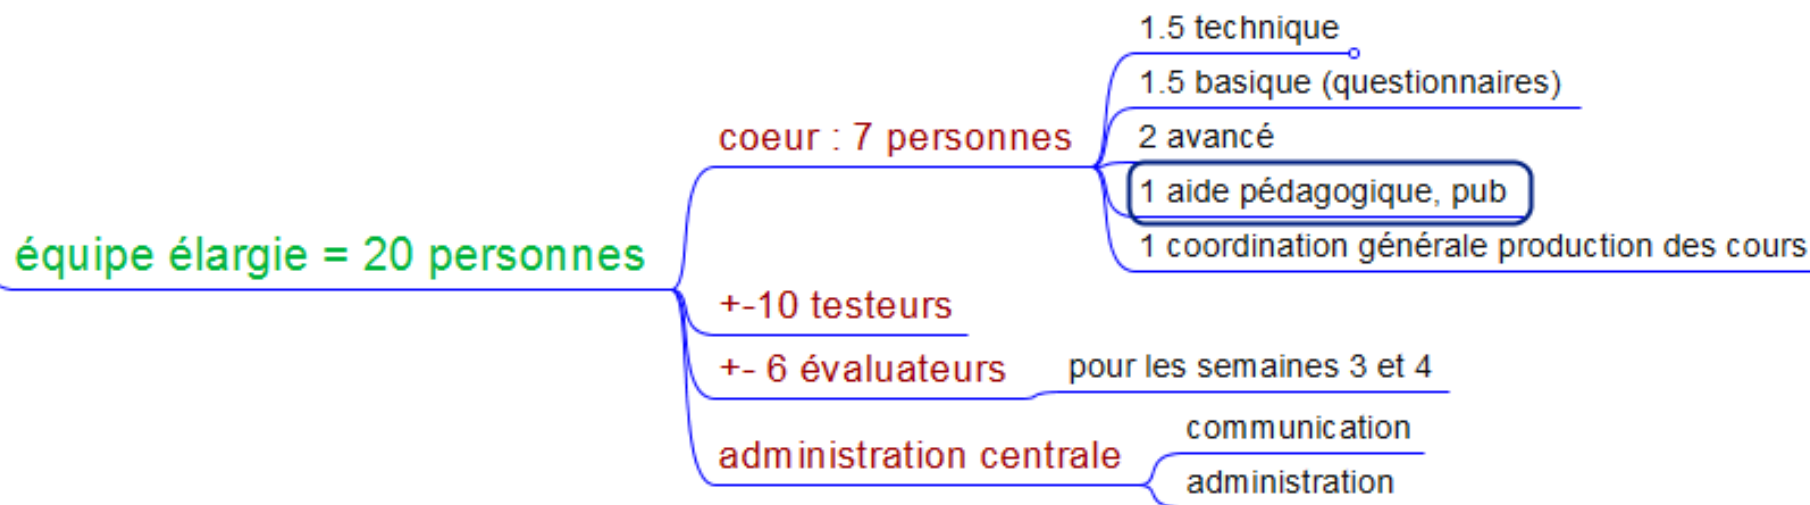 équipe élargie = 20 personnes
coeur : 7 personnes
1.5 technique
1.5 basique (questionnaires)
2 avancé
1 aide pédagogique, pub
1 coordination générale production des cours
+-10 testeurs
+- 6 évaluateurs
pour les semaines 3 et 4
administration centrale
communication
administration